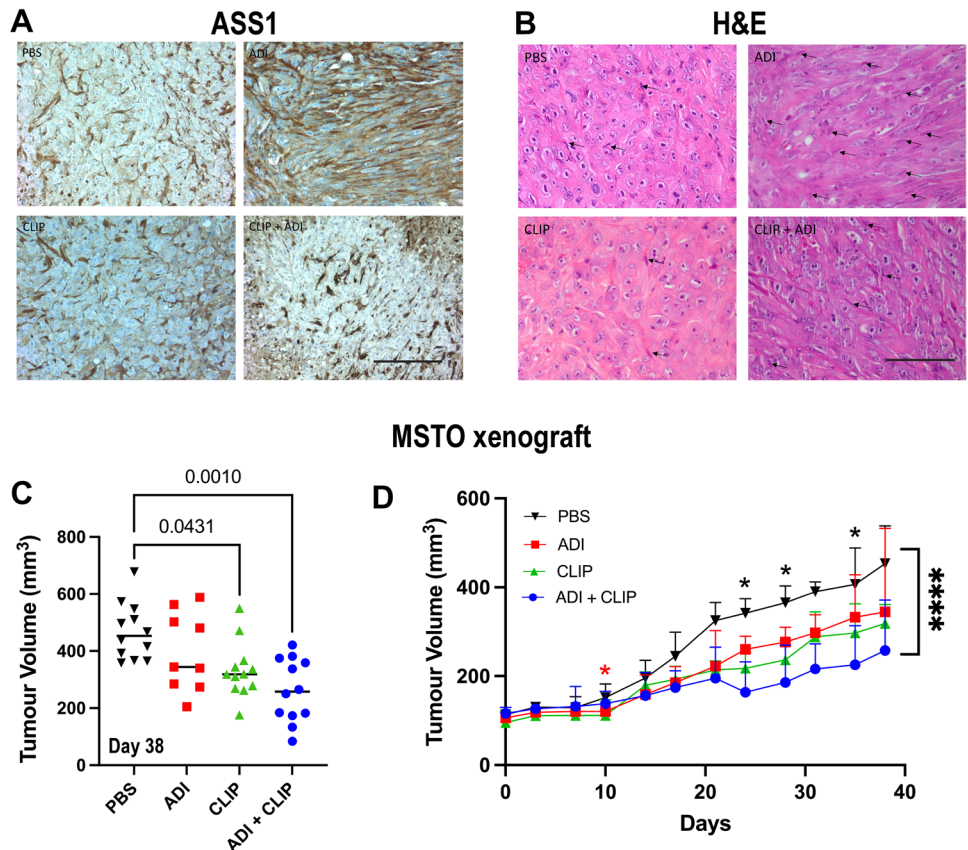 A
ASS1
PBS
ADI
CLIP
CLIP + ADI
B
H&E
PBS
ADI
CLIP
CLIP + ADI
MSTO xenograft
C
0.0010
0.0431
Tumour Volume (mm³)
800
600
400
200
0
Day 38
PBS
ADI
CLIP
ADI + CLIP
D
Tumour Volume (mm³)
600
400
200
0
PBS
ADI
CLIP
ADI + CLIP
*
*
*
*
****
0
10
20
30
40
Days